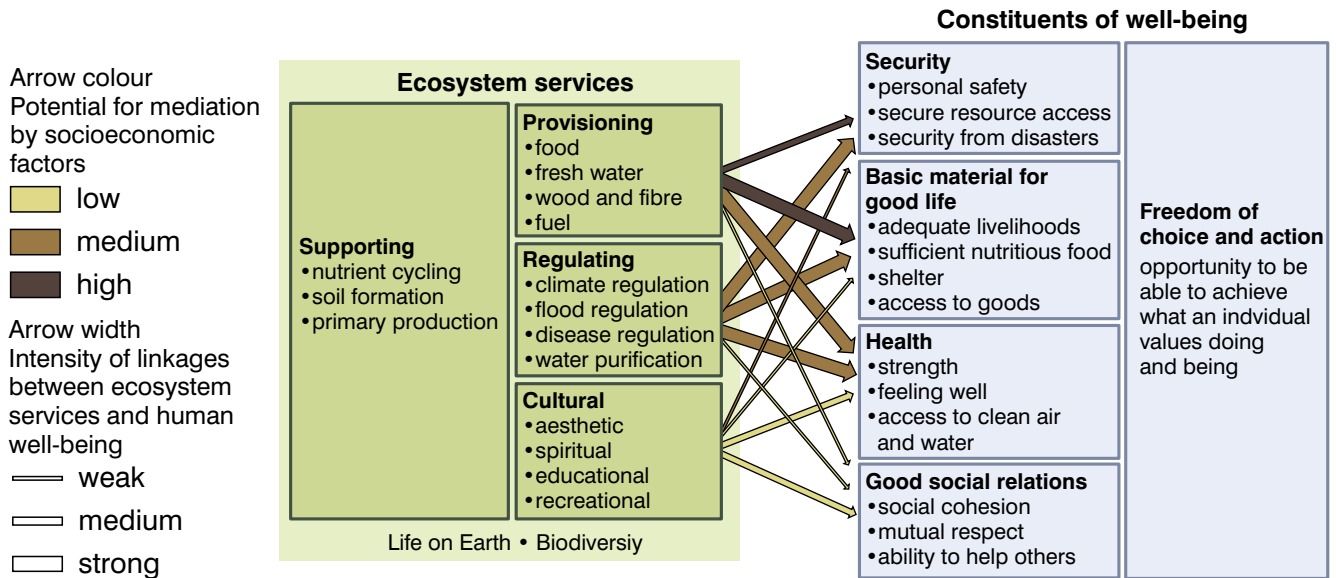 Arrow colour
Potential for mediation
by socioeconomic
factors
low
medium
high
Arrow width
Intensity of linkages
between ecosystem
services and human
well-being
weak
medium
strong
Ecosystem services
Supporting
•nutrient cycling
•soil formation
•primary production
Provisioning
•food
•fresh water
•wood and fibre
•fuel
Regulating
•climate regulation
•flood regulation
•disease regulation
•water purification
Cultural
•aesthetic
•spiritual
•educational
•recreational
Life on Earth • Biodiversiy
Constituents of well-being
Security
•personal safety
•secure resource access
•security from disasters
Basic material for
good life
•adequate livelihoods
•sufficient nutritious food
•shelter
•access to goods
Health
•strength
•feeling well
•access to clean air
and water
Good social relations
•social cohesion
•mutual respect
•ability to help others
Freedom of
choice and action
opportunity to be
able to achieve
what an indvidual
values doing
and being